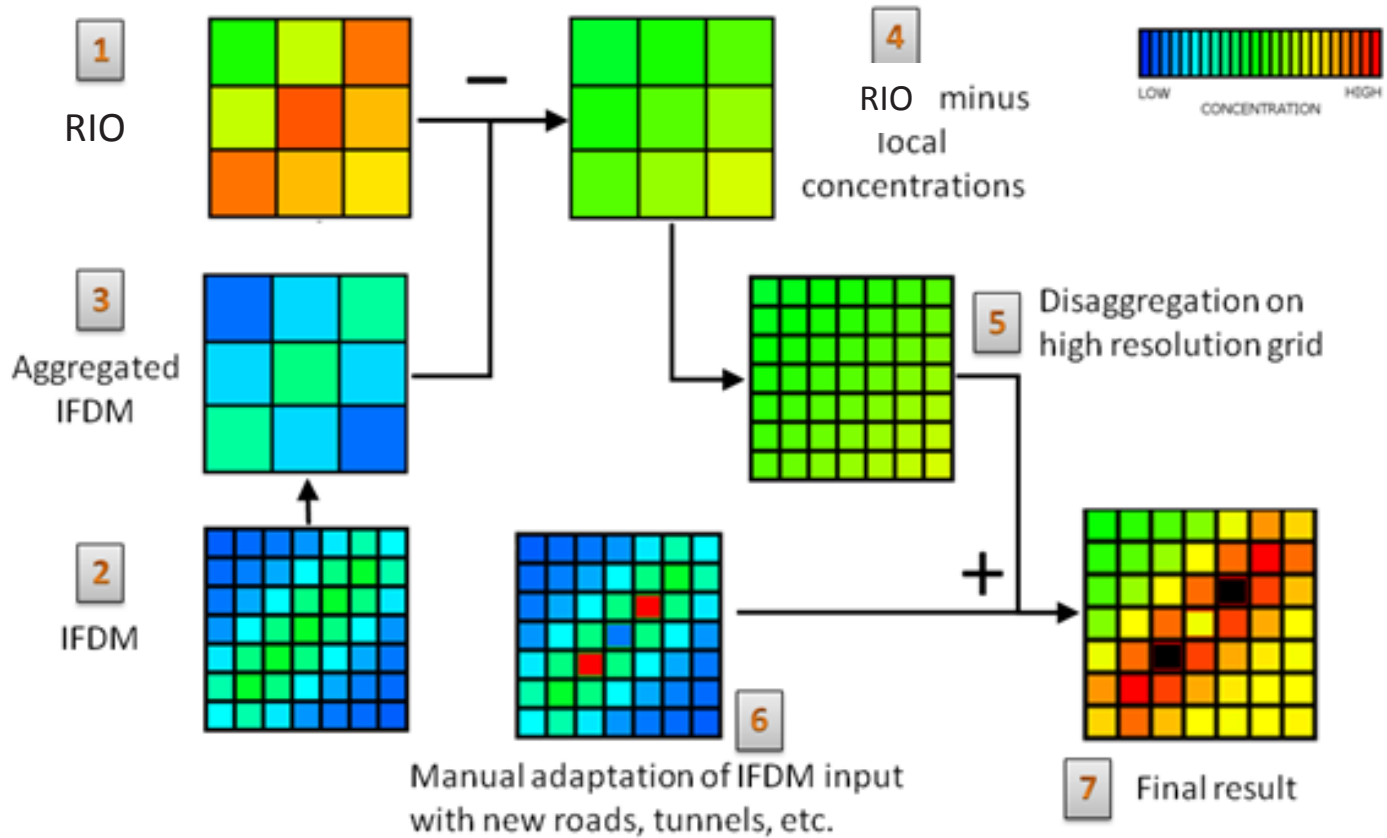 1
RIO
−
4
RIO minus
local
concentrations
LOW
HIGH
CONCENTRATION
3
Aggregated
IFDM
5
Disaggregation on
high resolution grid
2
IFDM
+
6
Manual adaptation of IFDM input
with new roads, tunnels, etc.
7
Final result